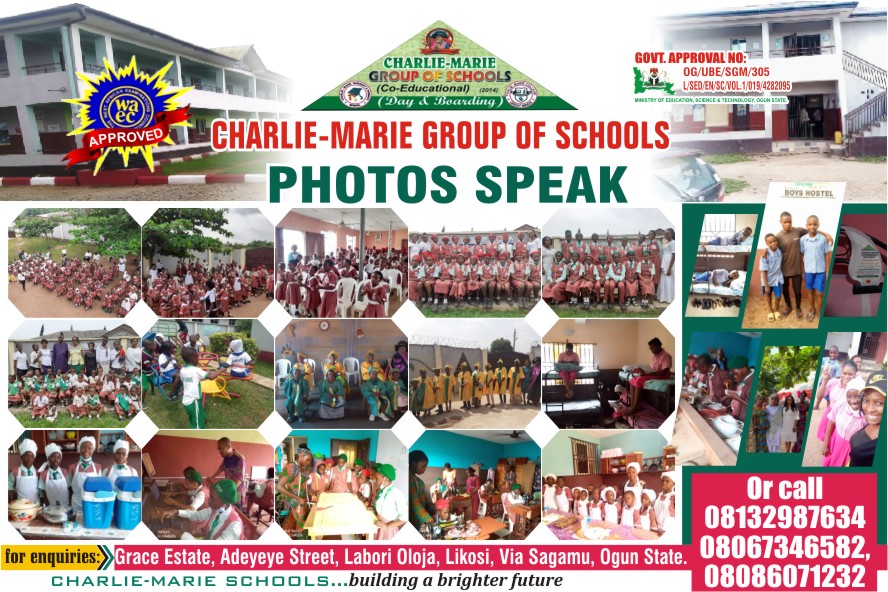 CHARLIE-MARIE
GROUP OF SCHOOLS
(Co-Educational)
(2014)
(Day & Boarding)
GOVT. APPROVAL NO:
OG/UBE/SGM/305
L/SED/EN/SC/VOL.1/019/4282095
MINISTRY OF EDUCATION, SCIENCE & TECHNOLOGY, OGUN STATE.
waec
APPROVED
CHARLIE-MARIE GROUP OF SCHOOLS
PHOTOS SPEAK
BOYS HOSTEL
Or call
08132987634
08067346582,
08086071232
for enquiries:
Grace Estate, Adeyeye Street, Labori Oloja, Likosi, Via Sagamu, Ogun State.
CHARLIE-MARIE SCHOOLS...building a brighter future